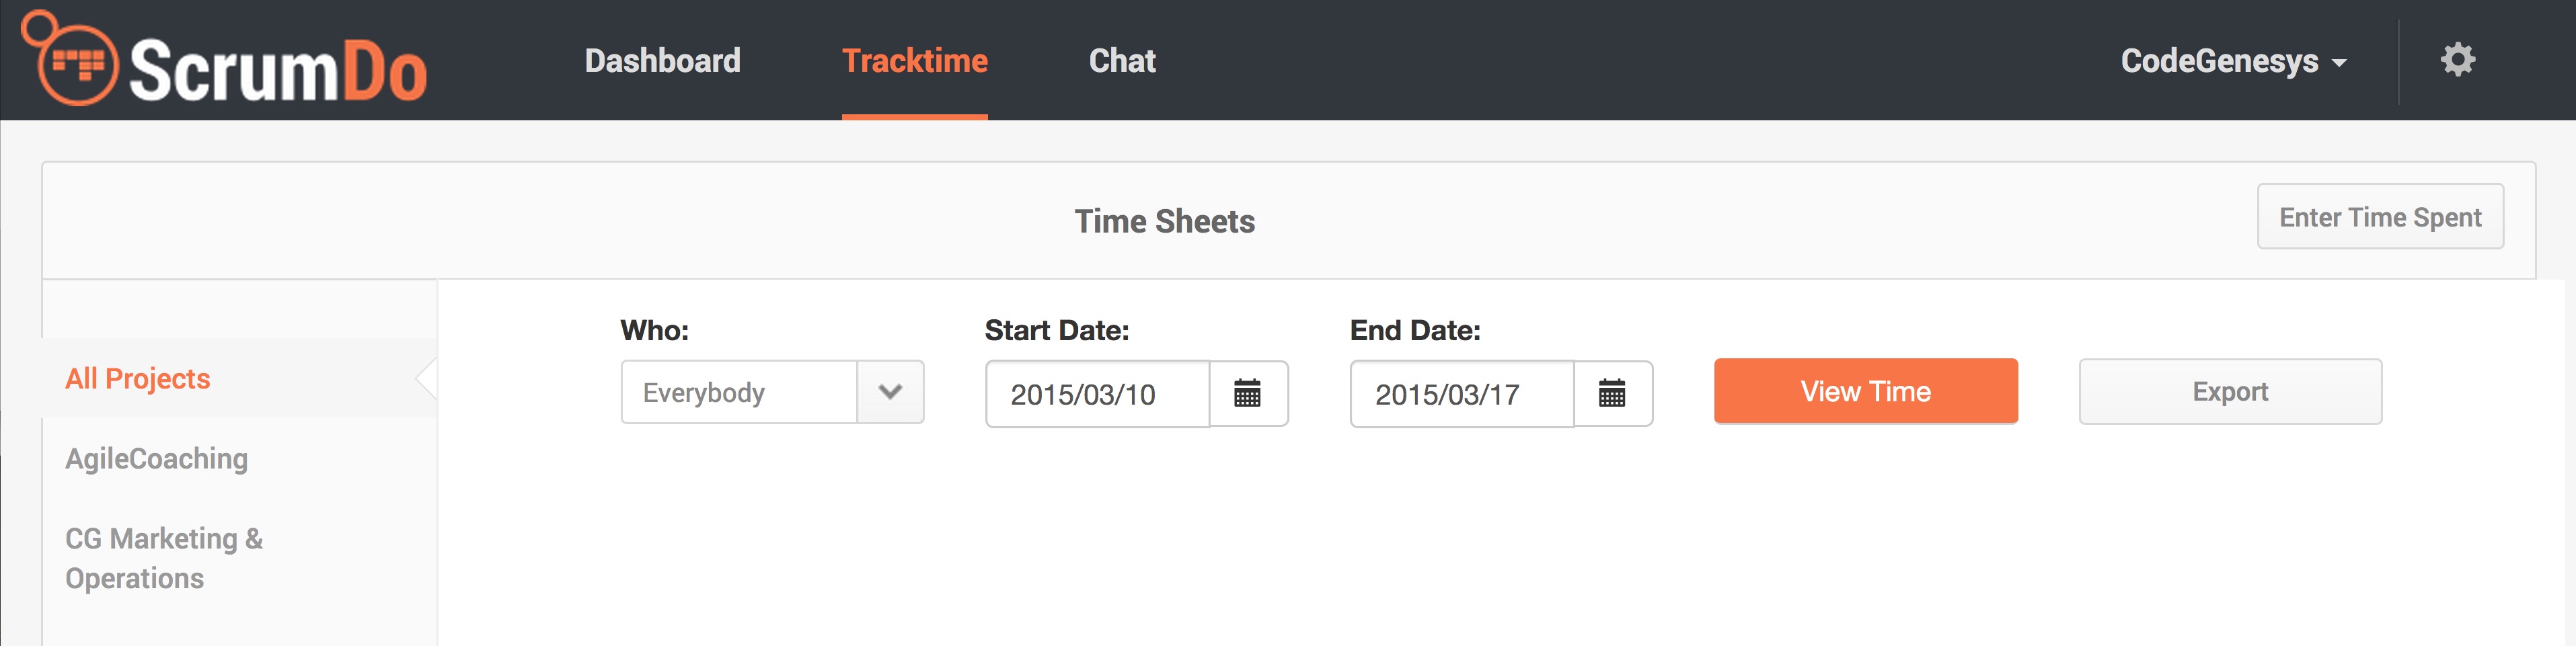 ScrumDo Dashboard Tracktime Chat CodeGenesys
Time Sheets Enter Time Spent
Who: Start Date: End Date:
All Projects Everybody 2015/03/10 2015/03/17 View Time Export
AgileCoaching
CG Marketing &
Operations